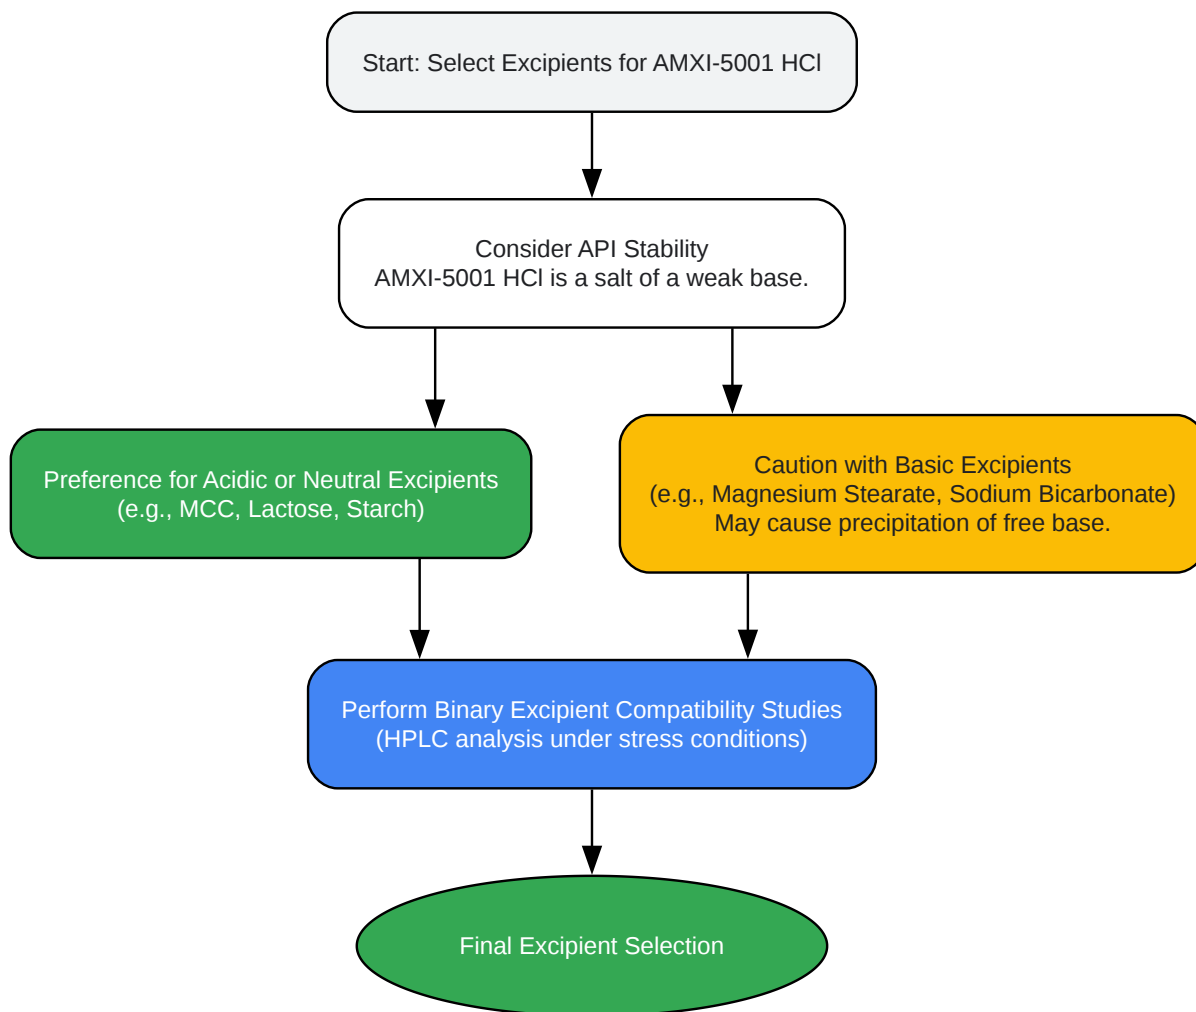 Start: Select Excipients for AMXI-5001 HCl
Consider API Stability
AMXI-5001 HCl is a salt of a weak base.
Preference for Acidic or Neutral Excipients
(e.g., MCC, Lactose, Starch)
Caution with Basic Excipients
(e.g., Magnesium Stearate, Sodium Bicarbonate)
May cause precipitation of free base.
Perform Binary Excipient Compatibility Studies
(HPLC analysis under stress conditions)
Final Excipient Selection